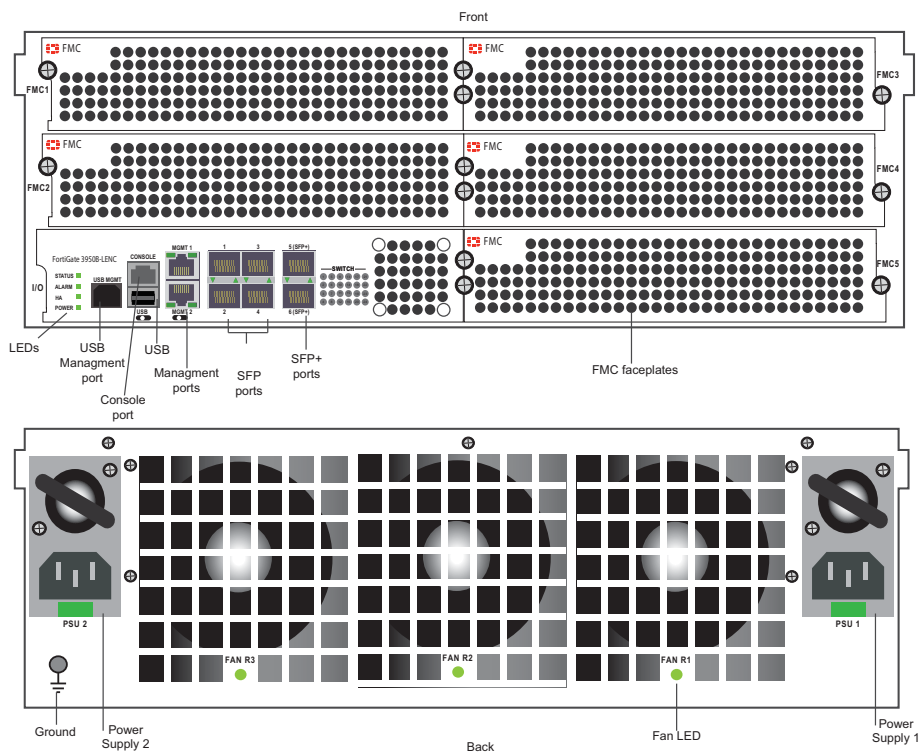 Front
FMC
FMC
FMC1
FMC3
FMC
FMC
FMC2
FMC4
FMC
FMC5
FortiGate 3950B-LENC
STATUS
ALARM
HA
POWER
I/O
USB MGMT
CONSOLE
USB
MGMT 1
MGMT 2
1
3
2
4
5 (SFP+)
6 (SFP+)
SWITCH
LEDs
USB
Managment
port
Console
port
USB
Managment
ports
SFP
ports
SFP+
ports
FMC faceplates
PSU 2
FAN R3
FAN R2
FAN R1
PSU 1
Ground
Power
Supply 2
Back
Fan LED
Power
Supply 1